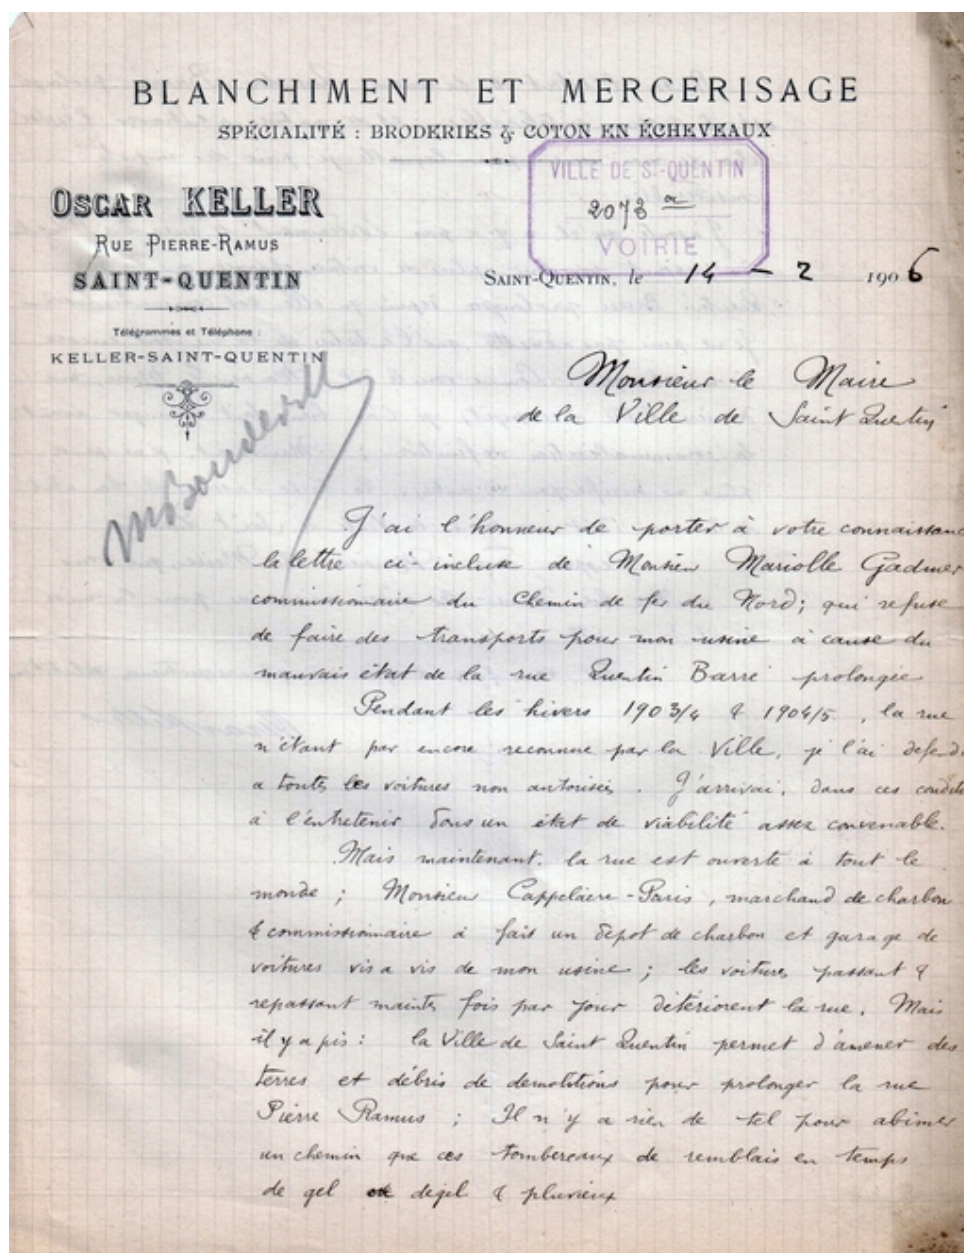 BLANCHIMENT ET MERCERISAGE
SPÉCIALITÉ : BRODERIES & COTON EN ÉCHEVEAUX
VILLE DE St-QUENTIN
2073 a
VOIRIE
OSCAR KELLER
RUE PIERRE-RAMUS
SAINT-QUENTIN
Télégrammes et Téléphone :
KELLER-SAINT-QUENTIN
SAINT-QUENTIN, le 14 - 2 1906
Monsieur le Maire
de la Ville de Saint Quentin
J'ai l'honneur de porter à votre connaissanc
la lettre ci-incluse de Monsieur Mariolle Gadmer
commissionnaire du Chemin de fer du Nord; qui refuse
de faire des transports pour mon usine à cause du
mauvais état de la rue Quentin Barré prolongée
Pendant les hivers 1903/4 & 1904/5, la rue
n'étant pas encore reconnue par la Ville, je l'ai défend
a toutes les voitures non autorisées. J'arrivai, dans ces condit
à l'entretenir dans un état de viabilité assez convenable.
Mais maintenant, la rue est ouverte à tout le
monde ; Monsieur Cappelaere-Paris, marchand de charbon
& commissionnaire à fait un dépot de charbon et garage de
voitures vis a vis de mon usine ; les voitures passant &
repassant maintes fois par jour détériorent la rue. Mais
il y a pis : la Ville de Saint Quentin permet d'amener des
terres et débris de demolitions pour prolonger la rue
Pierre Ramus ; Il n'y a rien de tel pour abimer
un chemin que ces tombereaux de remblais en temps
de gel degel & pluvieux